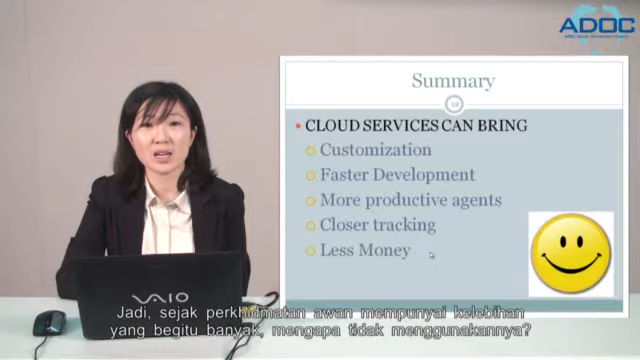 ADOC
Summary
12
CLOUD SERVICES CAN BRING
Customization
Faster Development
More productive agents
Closer tracking
Less Money
VAIO
Jadi, sejak perkhidmatan awan mempunyai kelebihan
yang begitu banyak, mengapa tidak menggunakannya?